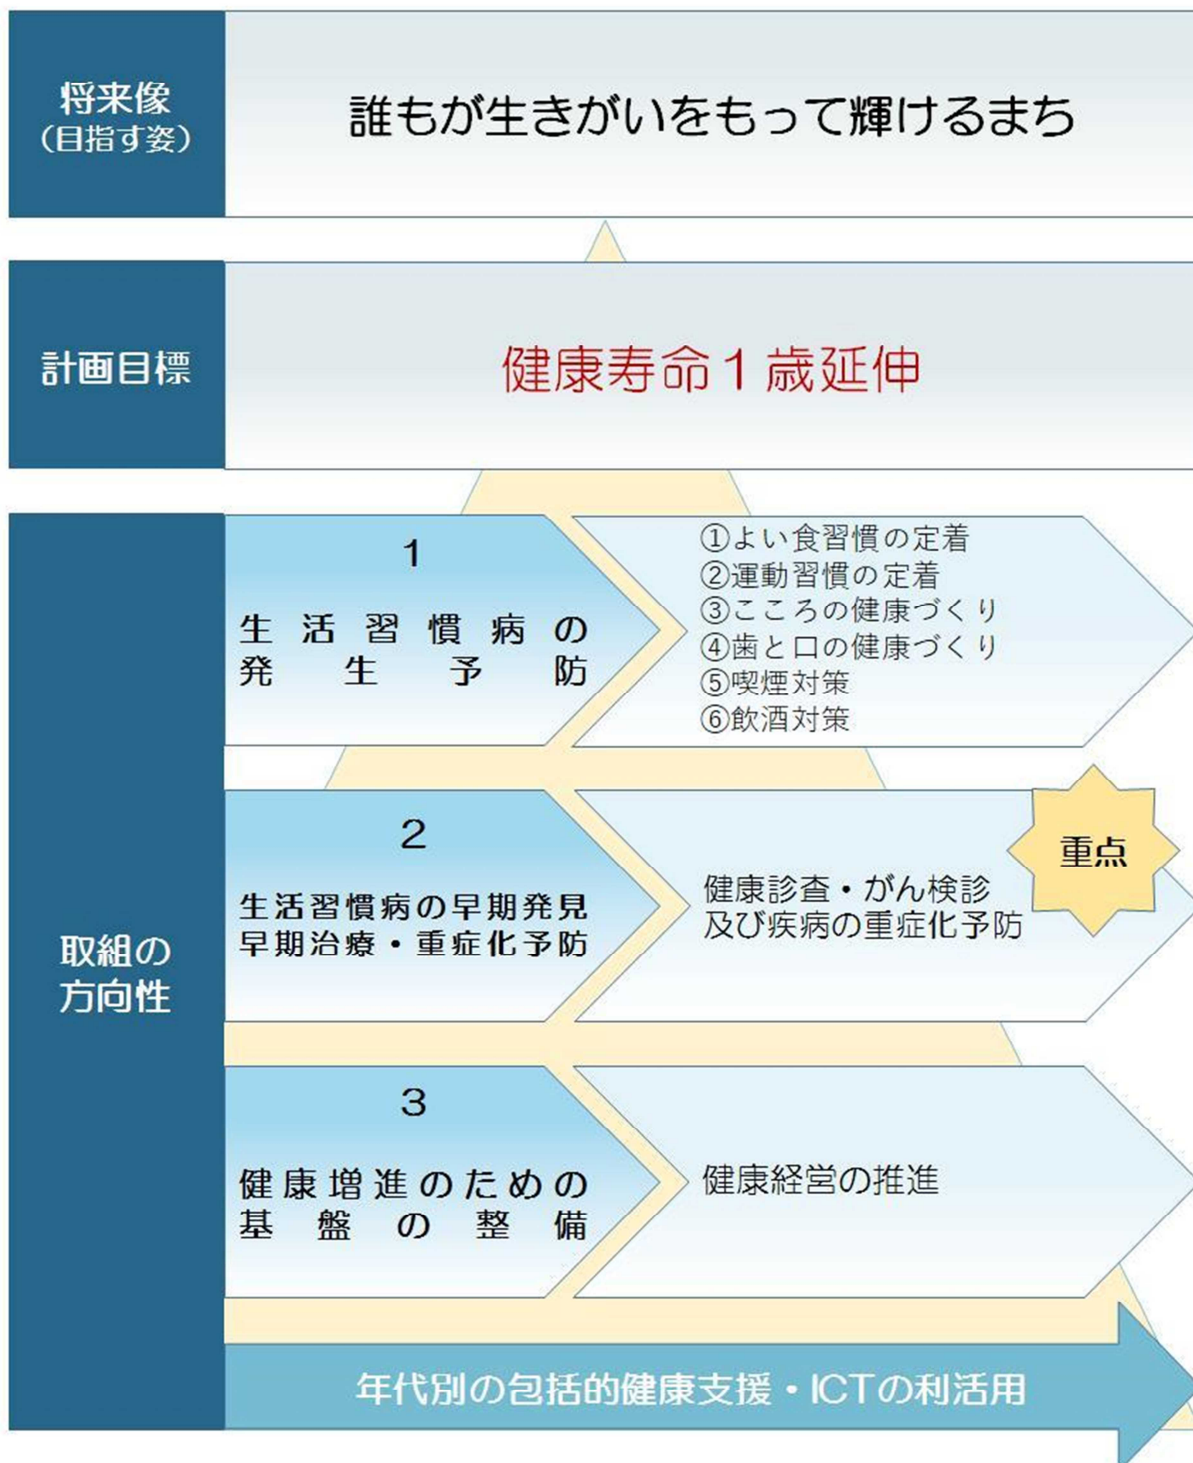 将来像
（目指す姿）
誰もが生きがいをもって輝けるまち
計画目標
健康寿命１歳延伸
取組の
方向性
1
生活習慣病の
発生予防
①よい食習慣の定着
②運動習慣の定着
③こころの健康づくり
④歯と口の健康づくり
⑤喫煙対策
⑥飲酒対策
2
生活習慣病の早期発見
早期治療・重症化予防
健康診査・がん検診
及び疾病の重症化予防
重点
3
健康増進のための
基盤の整備
健康経営の推進
年代別の包括的健康支援・ICTの利活用